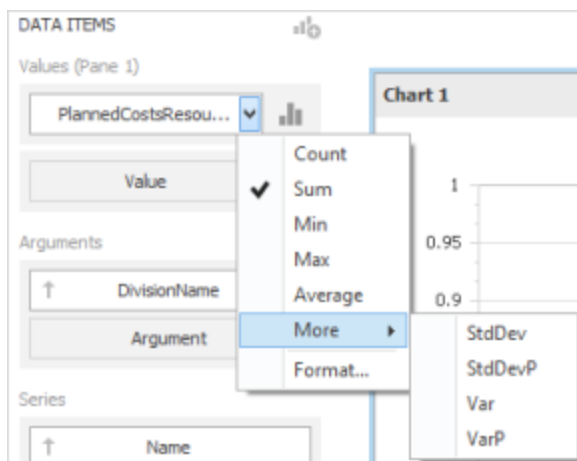 DATA ITEMS
Values (Pane 1)
PlannedCostsResou...
Value
Arguments
DivisionName
Argument
Series
Name
Count
Sum
Min
Max
Average
More
Format...
StdDev
StdDevP
Var
VarP
Chart 1
1
0.95
0.9